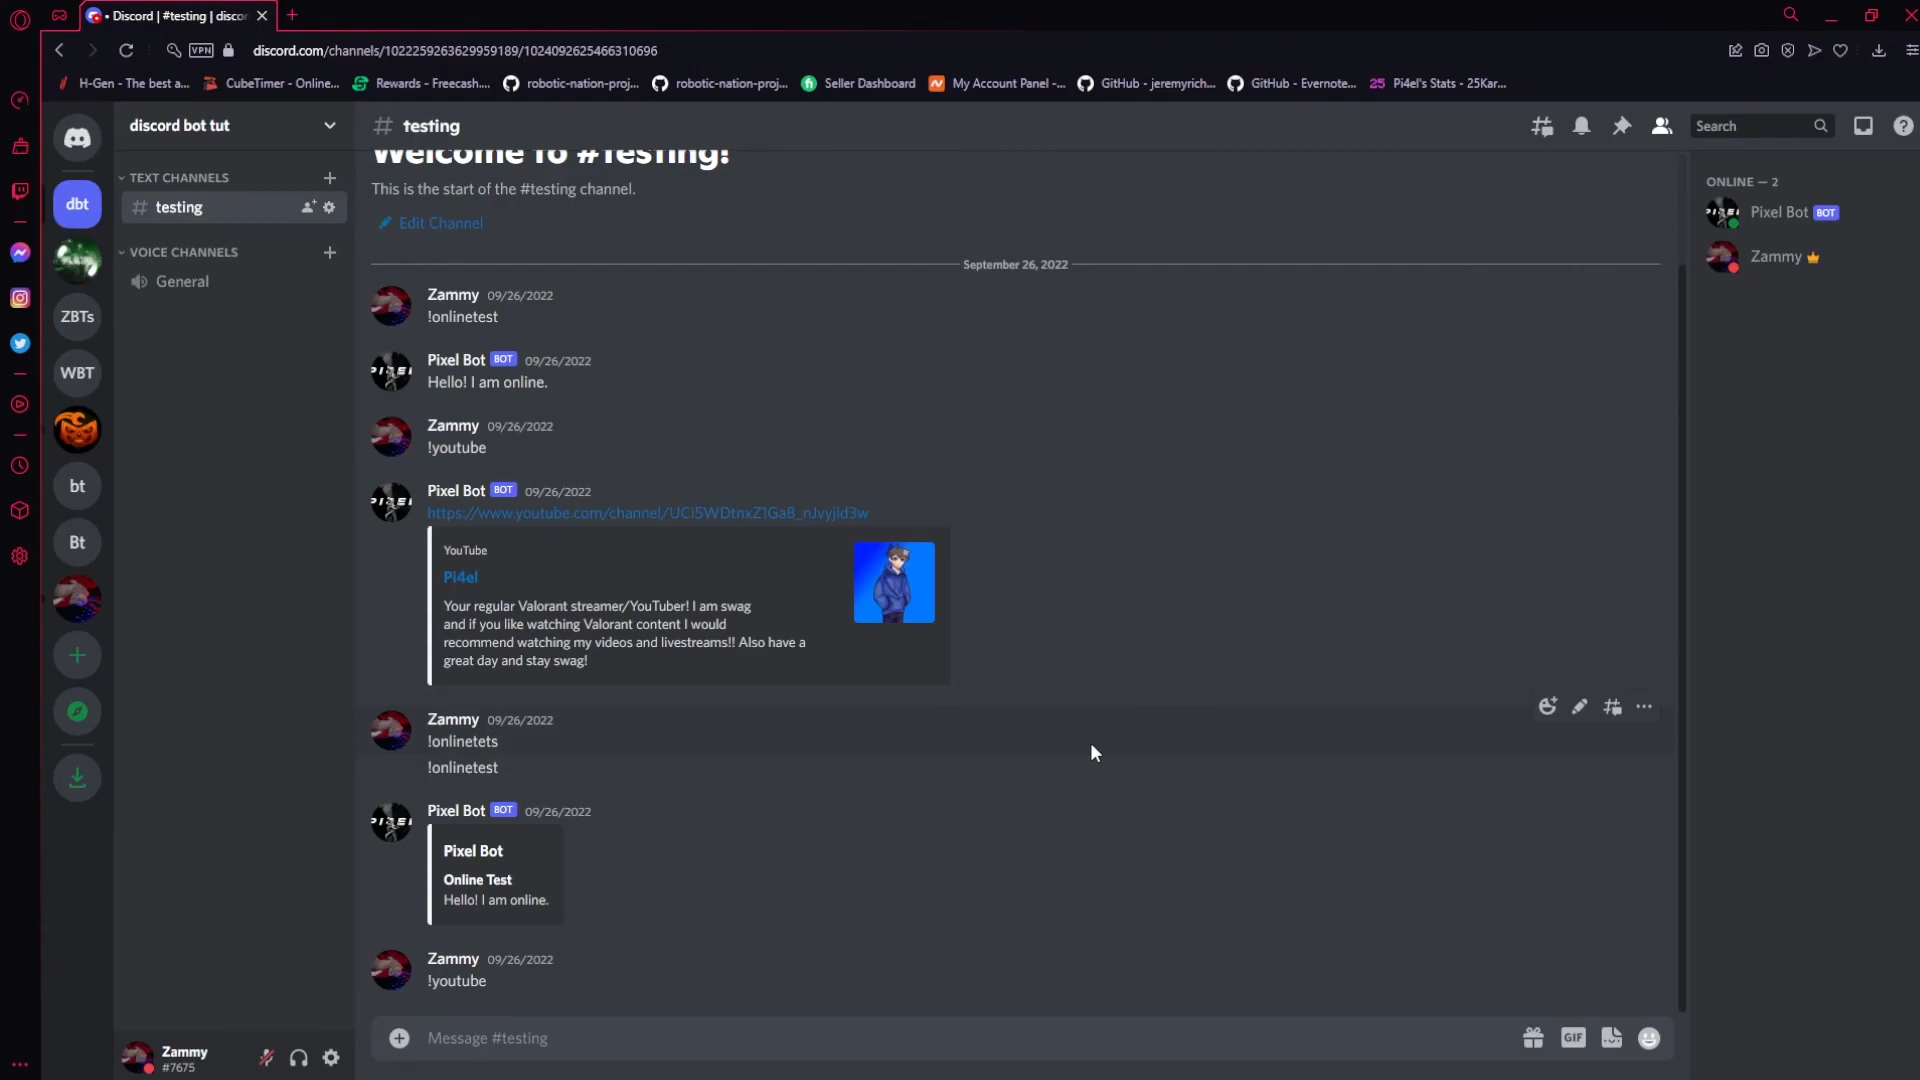 Discord | #testing | discor
VPN
discord.com/channels/1022259263629959189/1024092625466310696
H-Gen - The best a...
CubeTimer - Online...
Rewards - Freecash....
robotic-nation-proj...
robotic-nation-proj...
Seller Dashboard
My Account Panel -...
GitHub - jeremyrich...
GitHub - Evernote...
25 Pi4el's Stats - 25Kar...
discord bot tut
# testing
Search
Welcome to #testing!
This is the start of the #testing channel.
Edit Channel
TEXT CHANNELS
# testing
VOICE CHANNELS
General
dbt
ZBTs
WBT
bt
Bt
September 26, 2022
Zammy 09/26/2022
!onlinetest
Pixel Bot BOT 09/26/2022
Hello! I am online.
Zammy 09/26/2022
!youtube
Pixel Bot BOT 09/26/2022
https://www.youtube.com/channel/UCi5WDtnxZ1GaB_nJvyjld3w
YouTube
Pi4el
Your regular Valorant streamer/YouTuber! I am swag
and if you like watching Valorant content I would
recommend watching my videos and livestreams!! Also have a
great day and stay swag!
Zammy 09/26/2022
!onlinetets
!onlinetest
Pixel Bot BOT 09/26/2022
Pixel Bot
Online Test
Hello! I am online.
Zammy 09/26/2022
!youtube
Message #testing
GIF
Zammy
#7675
ONLINE — 2
Pixel Bot BOT
Zammy